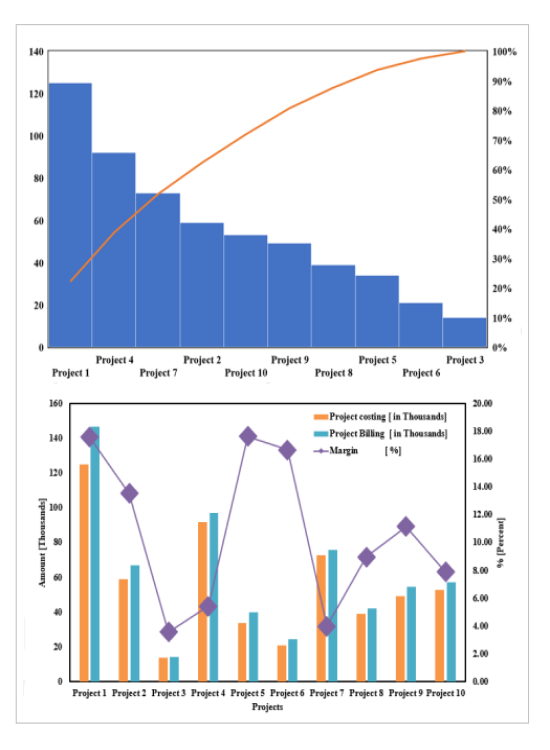 140 100%
90%
120
80%
100 70%
80 60%
50%
60 40%
40 30%
20%
20
10%
0 0%
Project 4 Project 2 Project 9 Project 5 Project 3
Project 1 Project 7 Project 10 Project 8 Project 6
160 20.00
Project costing [ in Thousands]
140 18.00
Project Billing [ in Thousands]
16.00
Margin [ %]
120 14.00
100 12.00
80 10.00
60 8.00
6.00
40 4.00
20 2.00
0 0.00
Amount [Thousands]
% [Percent]
Project 1 Project 2 Project 3 Project 4 Project 5 Project 6 Project 7 Project 8 Project 9 Project 10
Projects